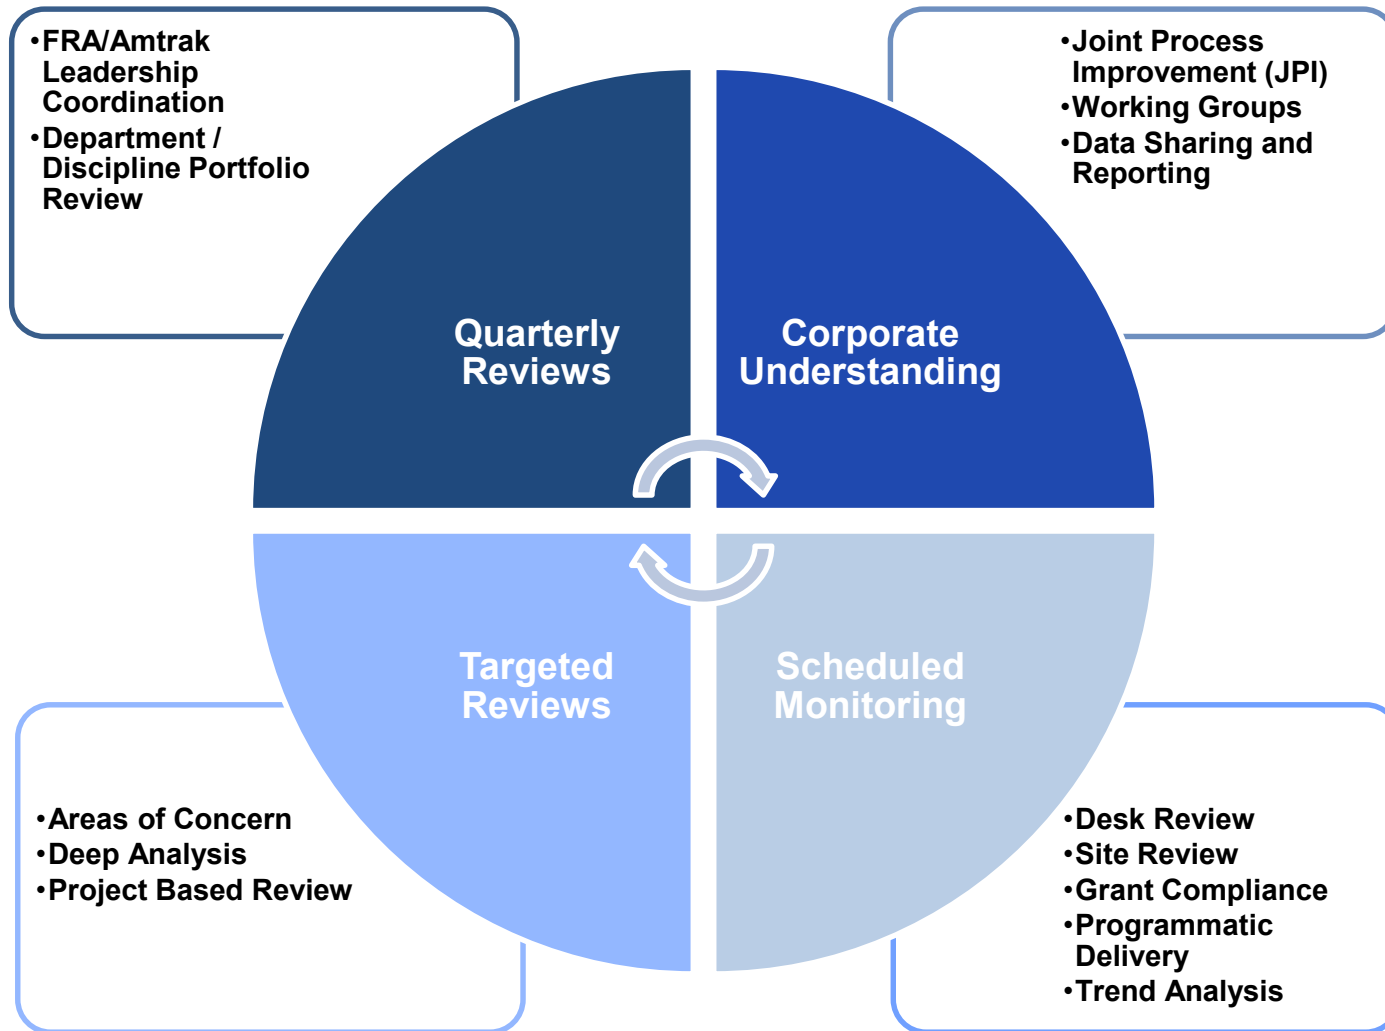 •FRA/Amtrak
Leadership
Coordination
•Department /
Discipline Portfolio
Review
•Joint Process
Improvement (JPI)
•Working Groups
•Data Sharing and
Reporting
Quarterly
Reviews
Corporate
Understanding
Targeted
Reviews
Scheduled
Monitoring
•Areas of Concern
•Deep Analysis
•Project Based Review
•Desk Review
•Site Review
•Grant Compliance
•Programmatic
Delivery
•Trend Analysis